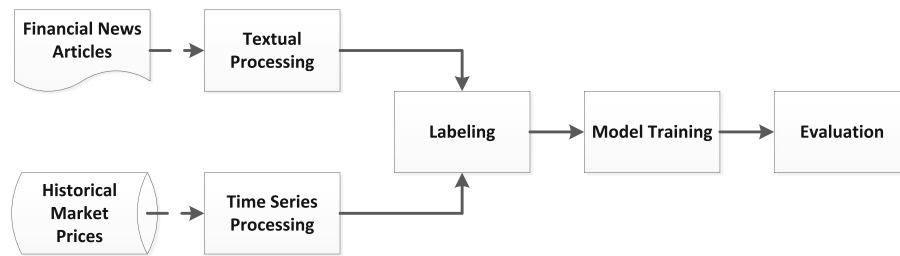 Financial News
Articles
Textual
Processing
Labeling
Model Training
Evaluation
Historical
Market
Prices
Time Series
Processing